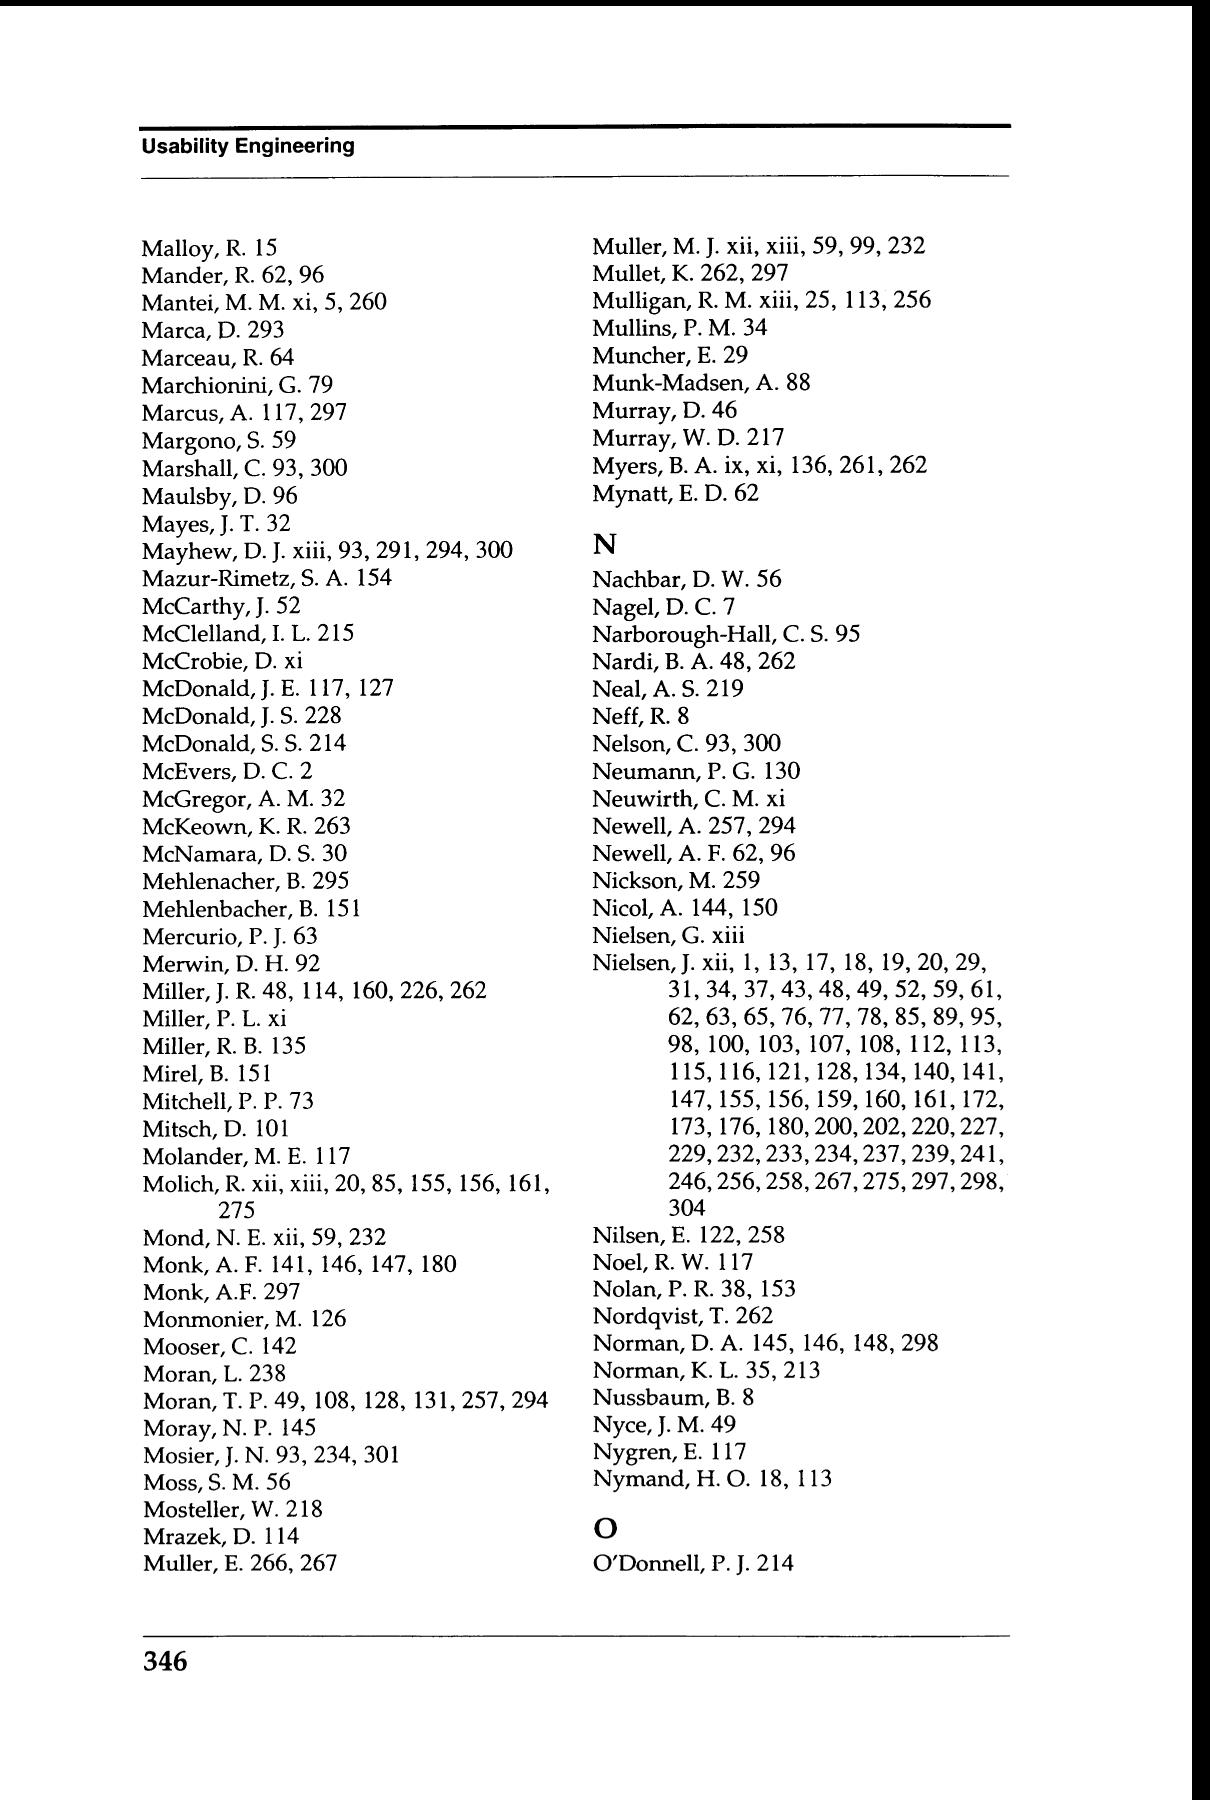 Usability Engineering
Malloy, R. 15
Mander, R. 62, 96
Mantei, M. M. xi, 5, 260
Marca, D. 293
Marceau, R. 64
Marchionini, G. 79
Marcus, A. 117, 297
Margono, S. 59
Marshall, C. 93, 300
Maulsby, D. 96
Mayes, J. T. 32
Mayhew, D. J. xiii, 93, 291, 294, 300
Mazur-Rimetz, S. A. 154
McCarthy, J. 52
McClelland, I. L. 215
McCrobie, D. xi
McDonald, J. E. 117, 127
McDonald, J. S. 228
McDonald, S. S. 214
McEvers, D. C. 2
McGregor, A. M. 32
McKeown, K. R. 263
McNamara, D. S. 30
Mehlenacher, B. 295
Mehlenbacher, B. 151
Mercurio, P. J. 63
Merwin, D. H. 92
Miller, J. R. 48, 114, 160, 226, 262
Miller, P. L. xi
Miller, R. B. 135
Mirel, B. 151
Mitchell, P. P. 73
Mitsch, D. 101
Molander, M. E. 117
Molich, R. xii, xiii, 20, 85, 155, 156, 161,
275
Mond, N. E. xii, 59, 232
Monk, A. F. 141, 146, 147, 180
Monk, A.F. 297
Monmonier, M. 126
Mooser, C. 142
Moran, L. 238
Moran, T. P. 49, 108, 128, 131, 257, 294
Moray, N. P. 145
Mosier, J. N. 93, 234, 301
Moss, S. M. 56
Mosteller, W. 218
Mrazek, D. 114
Muller, E. 266, 267
Muller, M. J. xii, xiii, 59, 99, 232
Mullet, K. 262, 297
Mulligan, R. M. xiii, 25, 113, 256
Mullins, P. M. 34
Muncher, E. 29
Munk-Madsen, A. 88
Murray, D. 46
Murray, W. D. 217
Myers, B. A. ix, xi, 136, 261, 262
Mynatt, E. D. 62
N
Nachbar, D. W. 56
Nagel, D. C. 7
Narborough-Hall, C. S. 95
Nardi, B. A. 48, 262
Neal, A. S. 219
Neff, R. 8
Nelson, C. 93, 300
Neumann, P. G. 130
Neuwirth, C. M. xi
Newell, A. 257, 294
Newell, A. F. 62, 96
Nickson, M. 259
Nicol, A. 144, 150
Nielsen, G. xiii
Nielsen, J. xii, 1, 13, 17, 18, 19, 20, 29,
31, 34, 37, 43, 48, 49, 52, 59, 61,
62, 63, 65, 76, 77, 78, 85, 89, 95,
98, 100, 103, 107, 108, 112, 113,
115, 116, 121, 128, 134, 140, 141,
147, 155, 156, 159, 160, 161, 172,
173, 176, 180, 200, 202, 220, 227,
229, 232, 233, 234, 237, 239, 241,
246, 256, 258, 267, 275, 297, 298,
304
Nilsen, E. 122, 258
Noel, R. W. 117
Nolan, P. R. 38, 153
Nordqvist, T. 262
Norman, D. A. 145, 146, 148, 298
Norman, K. L. 35, 213
Nussbaum, B. 8
Nyce, J. M. 49
Nygren, E. 117
Nymand, H. O. 18, 113
O
O'Donnell, P. J. 214
346